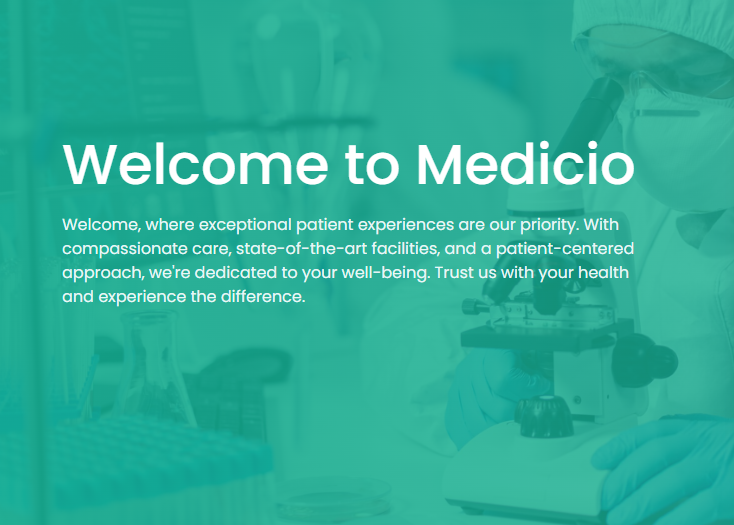 Welcome to Medicio
Welcome, where exceptional patient experiences are our priority. With
compassionate care, state-of-the-art facilities, and a patient-centered
approach, we're dedicated to your well-being. Trust us with your health
and experience the difference.